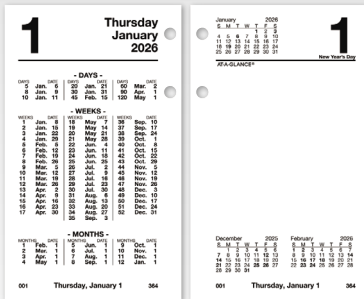 1
Thursday
January
2026
- DAYS -
DAYS DATE DAYS DATE DAYS DATE
5 Jan. 6 20 Jan. 21 60 Mar. 2
8 Jan. 9 30 Jan. 31 90 Apr. 1
10 Jan. 11 45 Feb. 15 120 May 1
- WEEKS -
WEEKS DATE WEEKS DATE WEEKS DATE
1 Jan. 8 18 May 7 36 Sep. 10
2 Jan. 15 19 May 14 37 Sep. 17
3 Jan. 22 20 May 21 38 Sep. 24
4 Jan. 29 21 May 28 39 Oct. 1
5 Feb. 5 22 Jun. 4 40 Oct. 8
6 Feb. 12 23 Jun. 11 41 Oct. 15
7 Feb. 19 24 Jun. 18 42 Oct. 22
8 Feb. 26 25 Jun. 25 43 Oct. 29
9 Mar. 5 26 Jul. 2 44 Nov. 5
10 Mar. 12 27 Jul. 9 45 Nov. 12
11 Mar. 19 28 Jul. 16 46 Nov. 19
12 Mar. 26 29 Jul. 23 47 Nov. 26
13 Apr. 2 30 Jul. 30 48 Dec. 3
14 Apr. 9 31 Aug. 6 49 Dec. 10
15 Apr. 16 32 Aug. 13 50 Dec. 17
16 Apr. 23 33 Aug. 20 51 Dec. 24
17 Apr. 30 34 Aug. 27 52 Dec. 31
35 Sep. 3
- MONTHS -
MONTHS DATE MONTHS DATE MONTHS DATE
1 Feb. 1 5 Jun. 1 9 Oct. 1
2 Mar. 1 6 Jul. 1 10 Nov. 1
3 Apr. 1 7 Aug. 1 11 Dec. 1
4 May 1 8 Sep. 1 12 Jan. 1
001 Thursday, January 1 364
January 2026
S M T W T F S
1 2 3
4 5 6 7 8 9 10
11 12 13 14 15 16 17
18 19 20 21 22 23 24
25 26 27 28 29 30 31
1
New Year's Day
AT-A-GLANCE®
December 2025
S M T W T F S
1 2 3 4 5 6
7 8 9 10 11 12 13
14 15 16 17 18 19 20
21 22 23 24 25 26 27
28 29 30 31
February 2026
S M T W T F S
1 2 3 4 5 6 7
8 9 10 11 12 13 14
15 16 17 18 19 20 21
22 23 24 25 26 27 28
001 Thursday, January 1 364